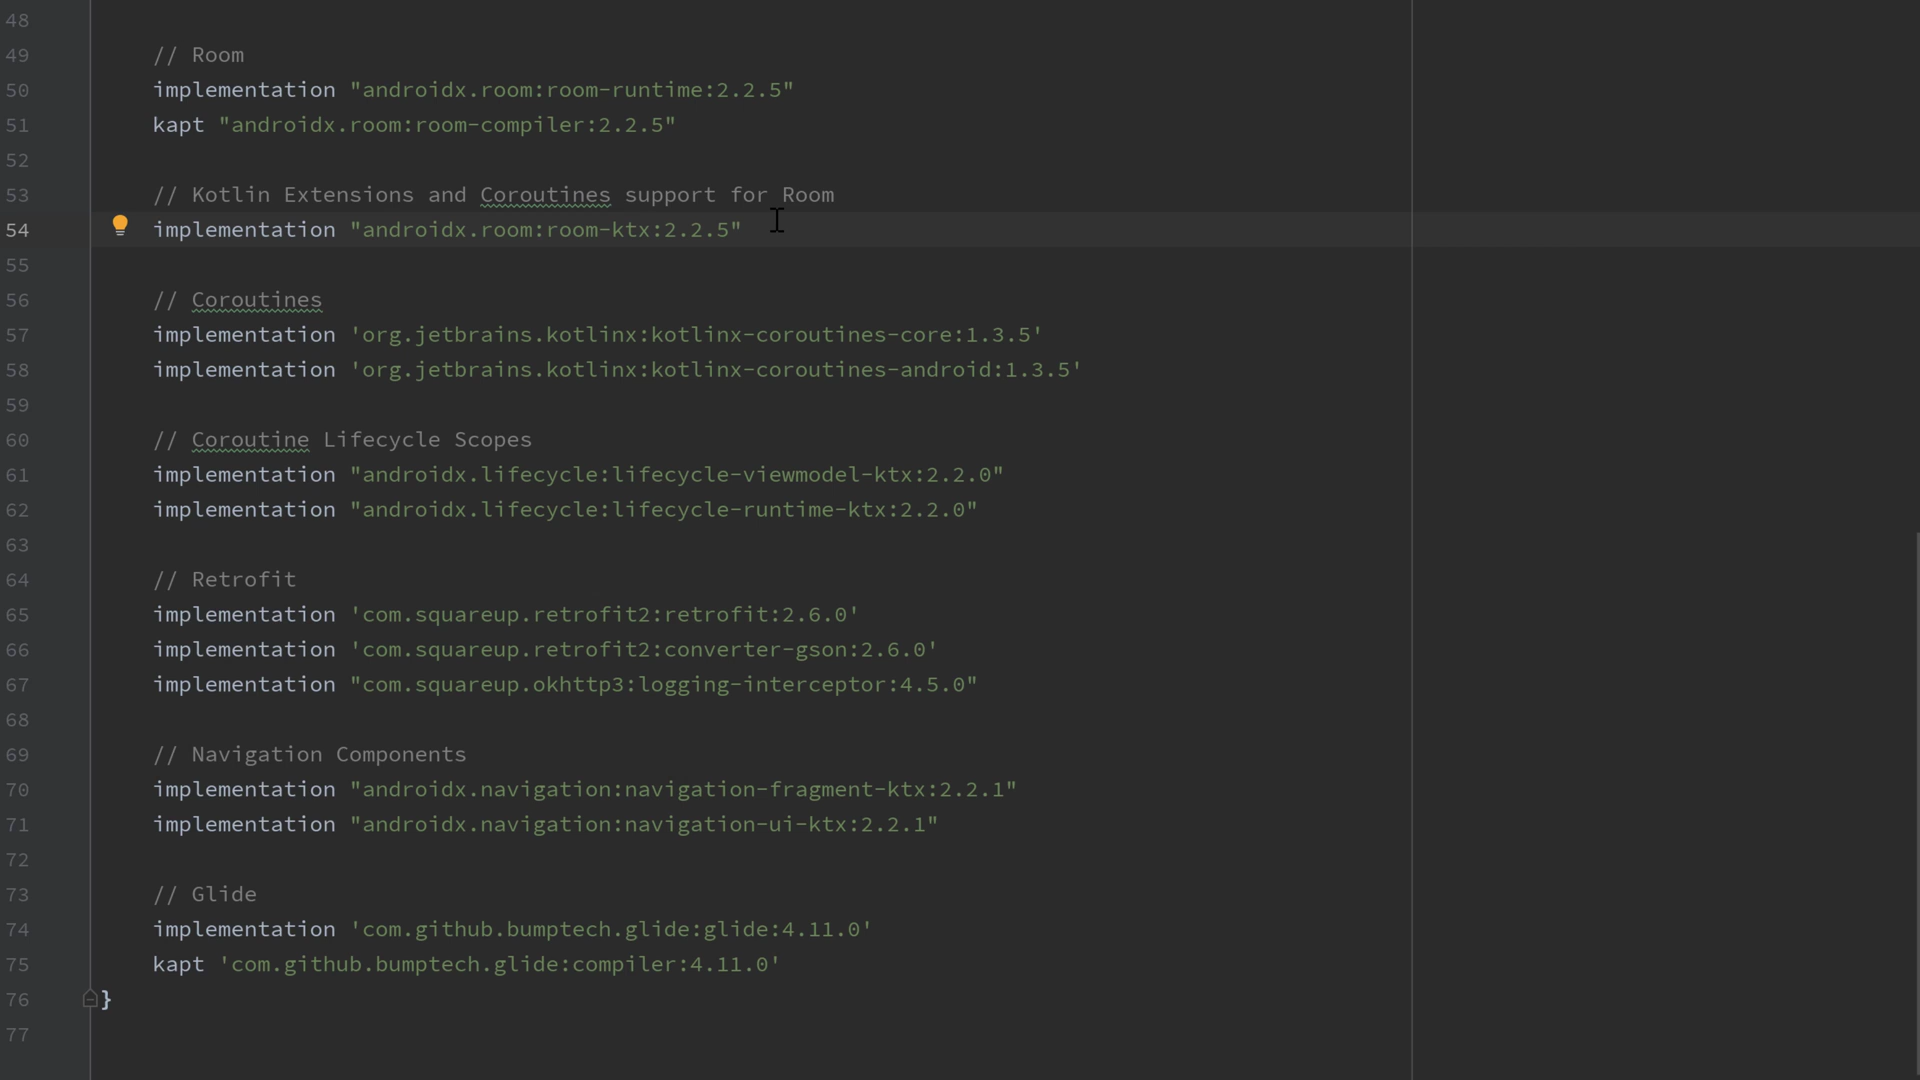 48
49 // Room
50 implementation "androidx.room:room-runtime:2.2.5"
51 kapt "androidx.room:room-compiler:2.2.5"
52
53 // Kotlin Extensions and Coroutines support for Room
54 implementation "androidx.room:room-ktx:2.2.5"
55
56 // Coroutines
57 implementation 'org.jetbrains.kotlinx:kotlinx-coroutines-core:1.3.5'
58 implementation 'org.jetbrains.kotlinx:kotlinx-coroutines-android:1.3.5'
59
60 // Coroutine Lifecycle Scopes
61 implementation "androidx.lifecycle:lifecycle-viewmodel-ktx:2.2.0"
62 implementation "androidx.lifecycle:lifecycle-runtime-ktx:2.2.0"
63
64 // Retrofit
65 implementation 'com.squareup.retrofit2:retrofit:2.6.0'
66 implementation 'com.squareup.retrofit2:converter-gson:2.6.0'
67 implementation "com.squareup.okhttp3:logging-interceptor:4.5.0"
68
69 // Navigation Components
70 implementation "androidx.navigation:navigation-fragment-ktx:2.2.1"
71 implementation "androidx.navigation:navigation-ui-ktx:2.2.1"
72
73 // Glide
74 implementation 'com.github.bumptech.glide:glide:4.11.0'
75 kapt 'com.github.bumptech.glide:compiler:4.11.0'
76 }
77